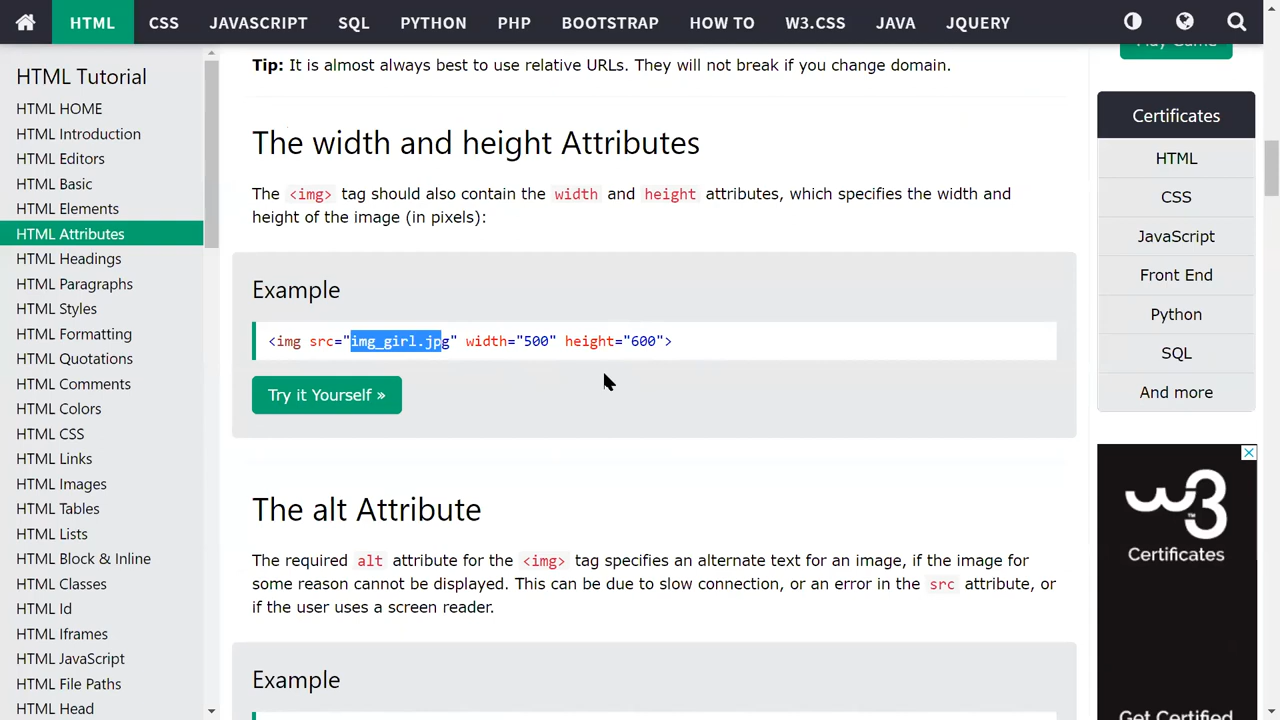 HTML CSS JAVASCRIPT SQL PYTHON PHP BOOTSTRAP HOW TO W3.CSS JAVA JQUERY
HTML Tutorial
HTML HOME
HTML Introduction
HTML Editors
HTML Basic
HTML Elements
HTML Attributes
HTML Headings
HTML Paragraphs
HTML Styles
HTML Formatting
HTML Quotations
HTML Comments
HTML Colors
HTML CSS
HTML Links
HTML Images
HTML Tables
HTML Lists
HTML Block & Inline
HTML Classes
HTML Id
HTML Iframes
HTML JavaScript
HTML File Paths
HTML Head
Tip: It is almost always best to use relative URLs. They will not break if you change domain.
The width and height Attributes
The <img> tag should also contain the width and height attributes, which specifies the width and
height of the image (in pixels):
Example
<img src="img_girl.jpg" width="500" height="600">
Try it Yourself »
The alt Attribute
The required alt attribute for the <img> tag specifies an alternate text for an image, if the image for
some reason cannot be displayed. This can be due to slow connection, or an error in the src attribute, or
if the user uses a screen reader.
Example
Play Game
Certificates
HTML
CSS
JavaScript
Front End
Python
SQL
And more
w3
™
Certificates
Get Certified